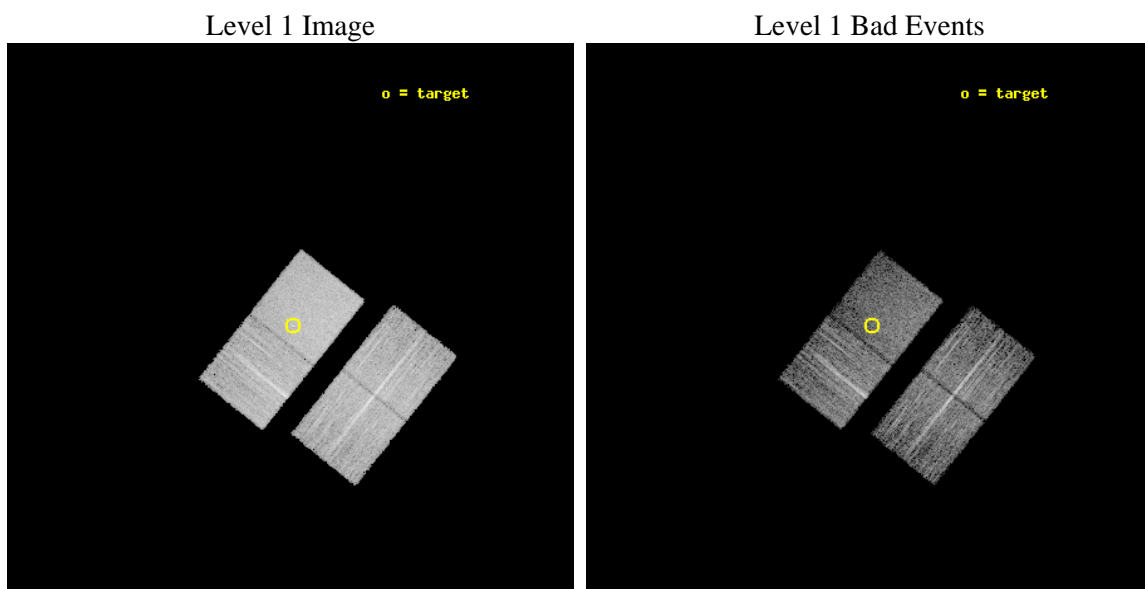 Level 1 Image
Level 1 Bad Events
o = target
o = target